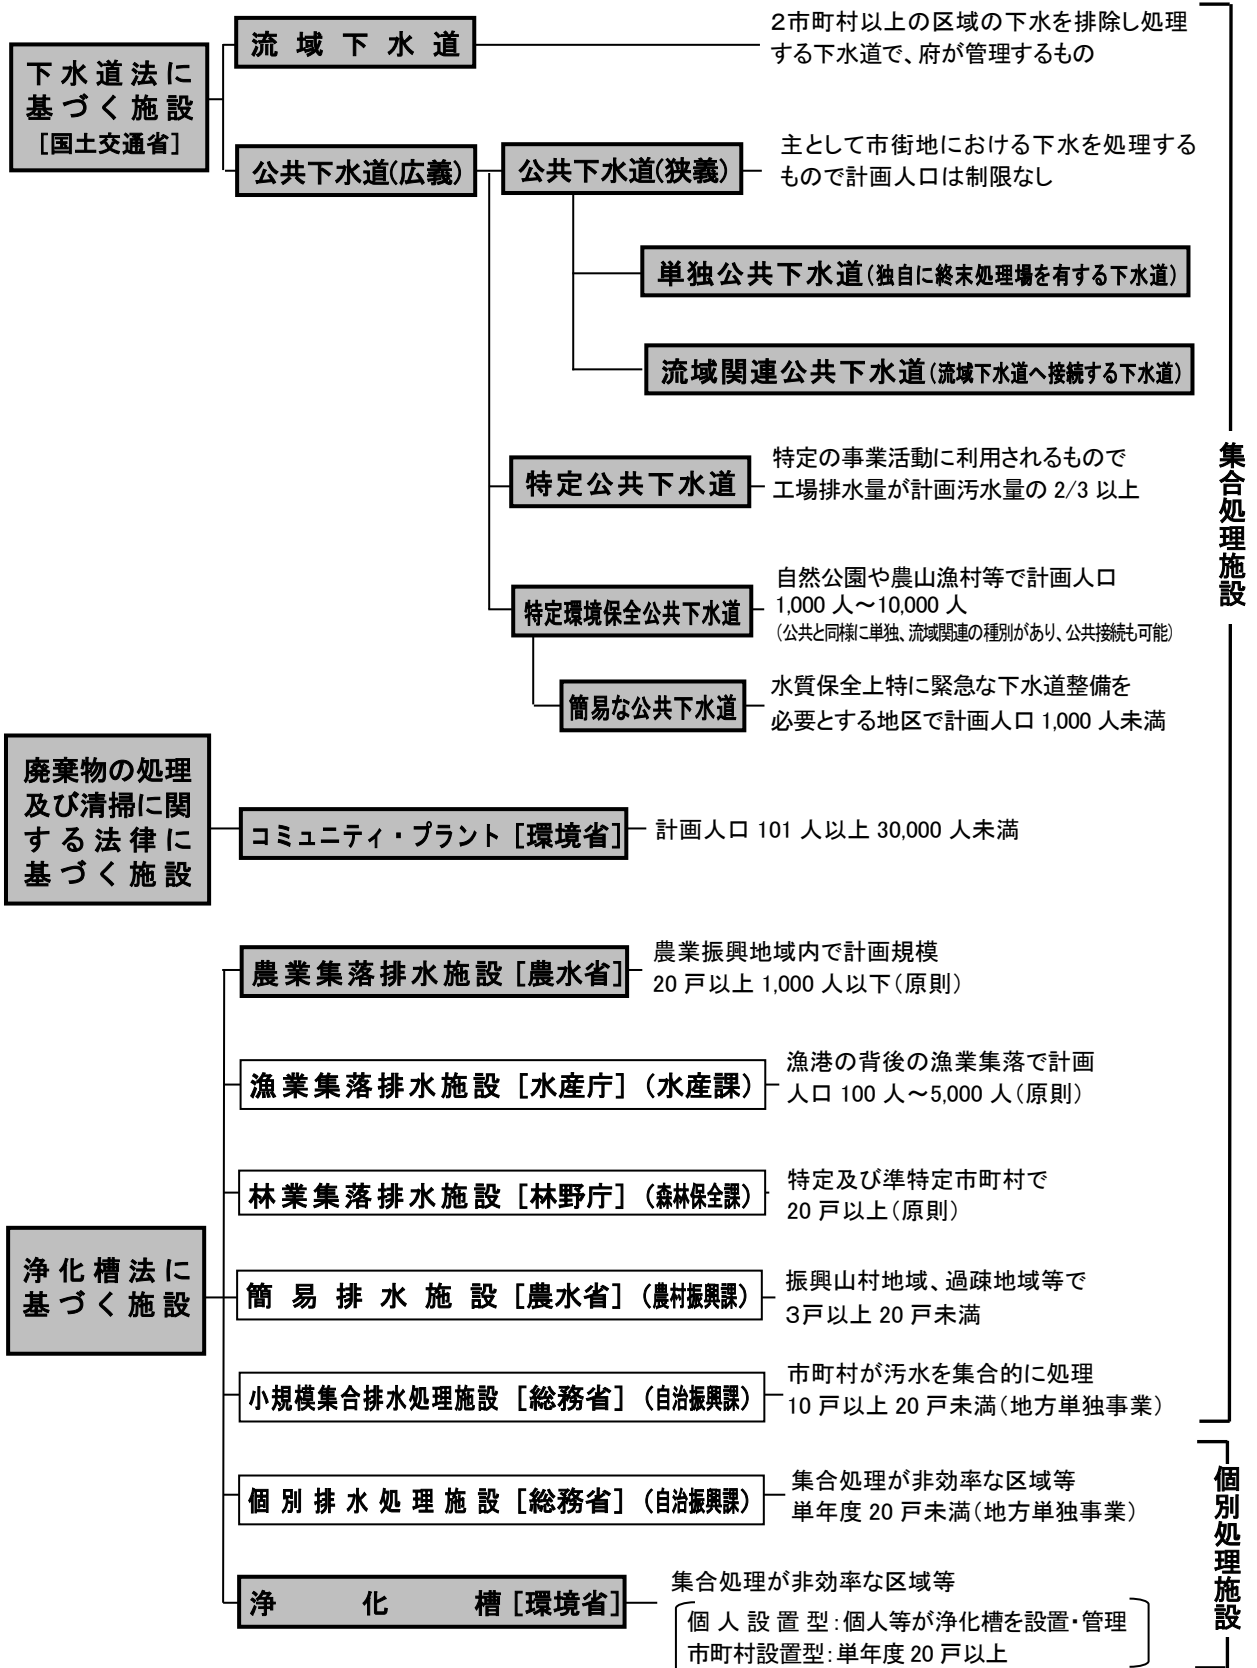 下水道法に
基づく施設
［国土交通省］
流域下水道
２市町村以上の区域の下水を排除し処理
する下水道で、府が管理するもの
公共下水道(広義)
公共下水道(狭義)
主として市街地における下水を処理する
もので計画人口は制限なし
単独公共下水道(独自に終末処理場を有する下水道)
流域関連公共下水道(流域下水道へ接続する下水道)
特定公共下水道
特定の事業活動に利用されるもので
工場排水量が計画汚水量の 2/3 以上
特定環境保全公共下水道
自然公園や農山漁村等で計画人口
1,000 人～10,000 人
(公共と同様に単独、流域関連の種別があり、公共接続も可能)
簡易な公共下水道
水質保全上特に緊急な下水道整備を
必要とする地区で計画人口 1,000 人未満
廃棄物の処理
及び清掃に関
する法律に
基づく施設
コミュニティ・プラント［環境省］
計画人口 101 人以上 30,000 人未満
浄化槽法に
基づく施設
農業集落排水施設［農水省］
農業振興地域内で計画規模
20 戸以上 1,000 人以下（原則）
漁業集落排水施設［水産庁］（水産課）
漁港の背後の漁業集落で計画
人口 100 人～5,000 人（原則）
林業集落排水施設［林野庁］（森林保全課）
特定及び準特定市町村で
20 戸以上（原則）
簡易排水施設［農水省］（農村振興課）
振興山村地域、過疎地域等で
３戸以上 20 戸未満
小規模集合排水処理施設［総務省］（自治振興課）
市町村が汚水を集合的に処理
10 戸以上 20 戸未満（地方単独事業）
個別排水処理施設［総務省］（自治振興課）
集合処理が非効率な区域等
単年度 20 戸未満（地方単独事業）
浄化槽［環境省］
集合処理が非効率な区域等
個人設置型：個人等が浄化槽を設置・管理
市町村設置型：単年度 20 戸以上
集合処理施設
個別処理施設